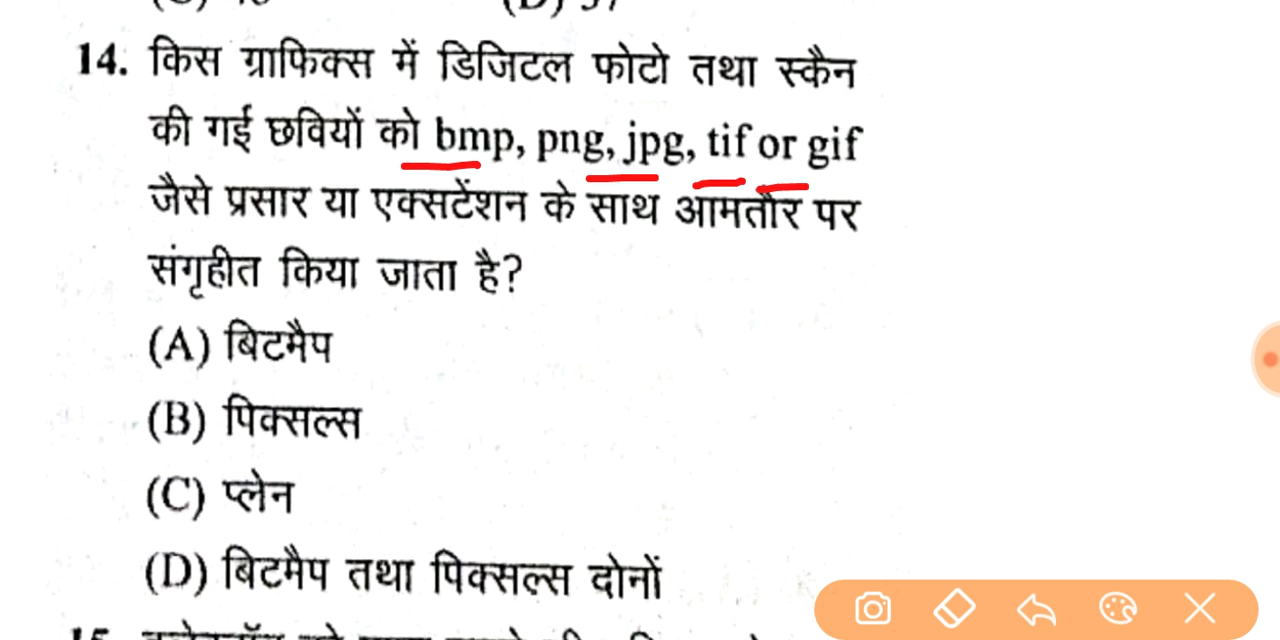 14. किस ग्राफिक्स में डिजिटल फोटो तथा स्कैन
की गई छवियों को bmp, png, jpg, tif or gif
जैसे प्रसार या एक्सटेंशन के साथ आमतौर पर
संगृहीत किया जाता है?
(A) बिटमैप
(B) पिक्सल्स
(C) प्लेन
(D) बिटमैप तथा पिक्सल्स दोनों